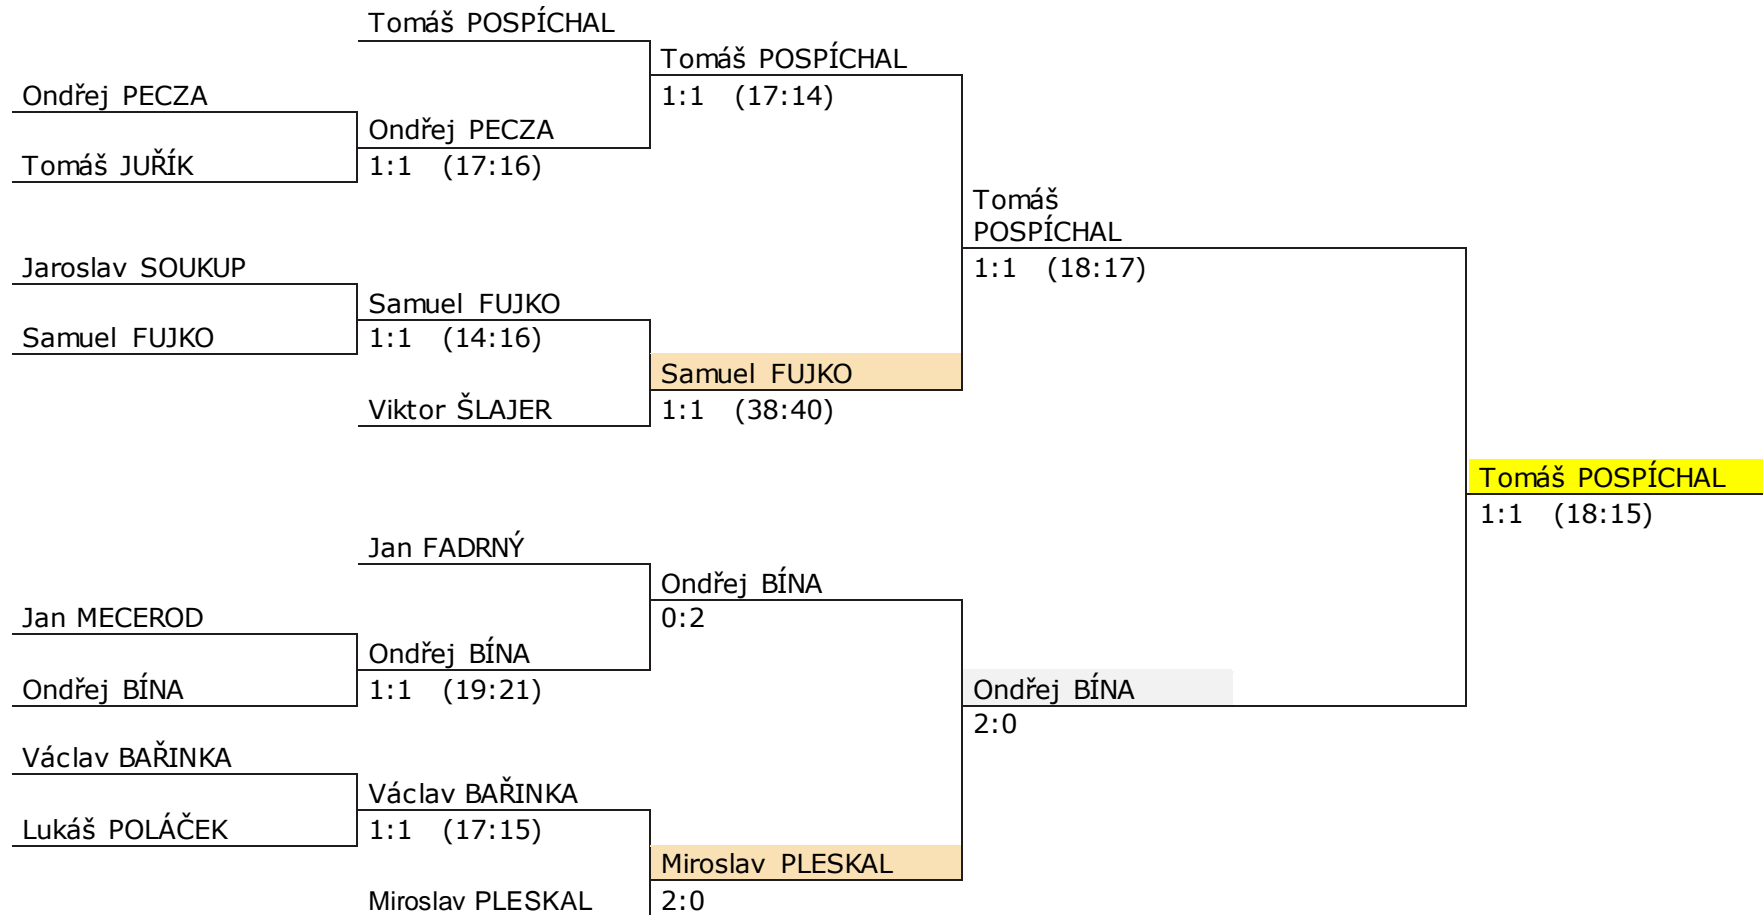 Tomáš POSPÍCHAL
Tomáš POSPÍCHAL
Ondřej PECZA
1:1 (17:14)
Ondřej PECZA
Tomáš JUŘÍK
1:1 (17:16)
Tomáš
POSPÍCHAL
Jaroslav SOUKUP
1:1 (18:17)
Samuel FUJKO
Samuel FUJKO
1:1 (14:16)
Samuel FUJKO
Viktor ŠLAJER
1:1 (38:40)
Tomáš POSPÍCHAL
1:1 (18:15)
Jan FADRNÝ
Ondřej BÍNA
Jan MECEROD
0:2
Ondřej BÍNA
Ondřej BÍNA
1:1 (19:21)
Ondřej BÍNA
2:0
Václav BAŘINKA
Václav BAŘINKA
Lukáš POLÁČEK
1:1 (17:15)
Miroslav PLESKAL
Miroslav PLESKAL
2:0